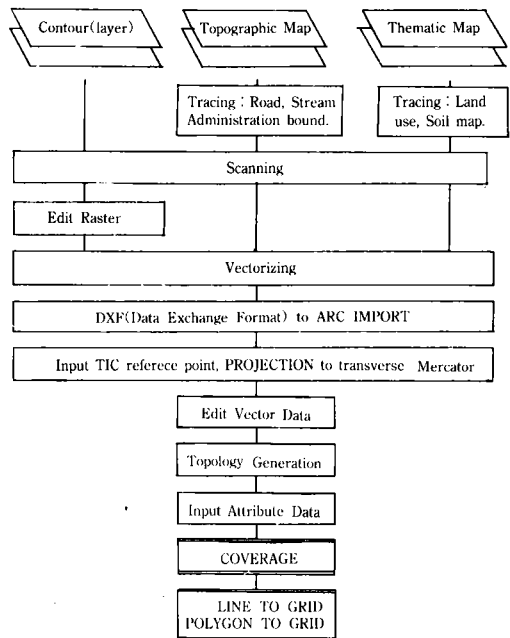 Contour(layer)
Topographic Map
Thematic Map
Tracing : Road, Stream
Administration bound.
Tracing : Land
use, Soil map.
Scanning
Edit Raster
Vectorizing
DXF(Data Exchange Format) to ARC IMPORT
Input TIC referece point, PROJECTION to transverse Mercator
Edit Vector Data
Topology Generation
Input Attribute Data
COVERAGE
LINE TO GRID
POLYGON TO GRID